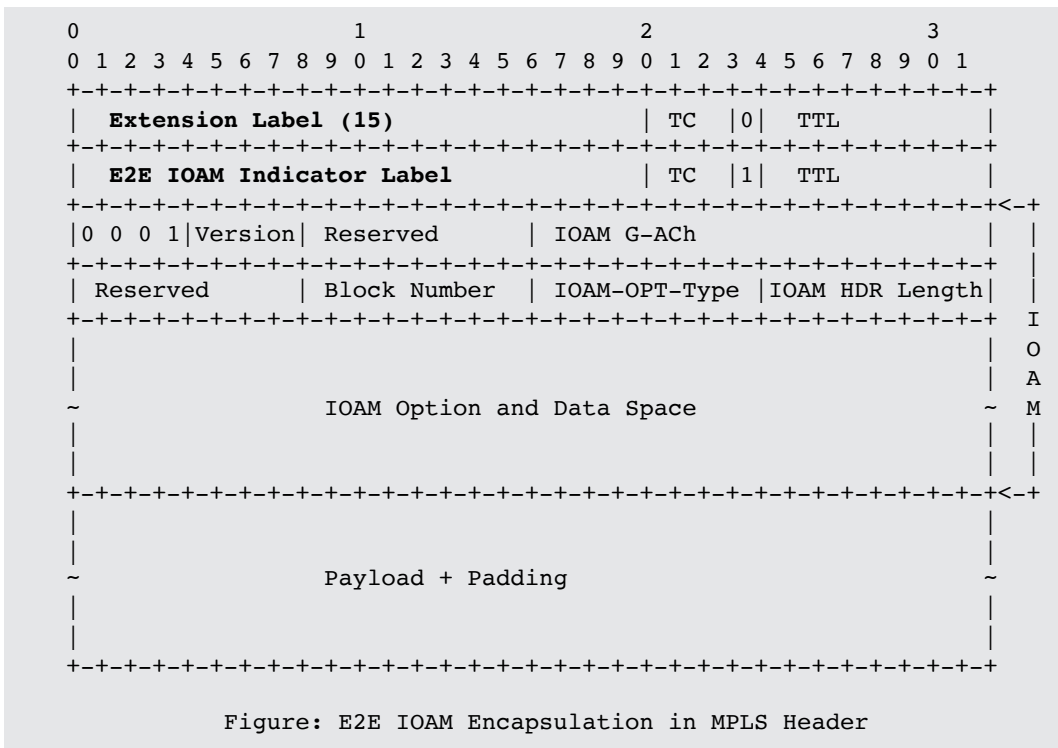 0                   1                   2                   3
0 1 2 3 4 5 6 7 8 9 0 1 2 3 4 5 6 7 8 9 0 1 2 3 4 5 6 7 8 9 0 1
+-+-+-+-+-+-+-+-+-+-+-+-+-+-+-+-+-+-+-+-+-+-+-+-+-+-+-+-+-+-+-+-+
|  Extension Label (15)                 | TC  |0|  TTL          |
+-+-+-+-+-+-+-+-+-+-+-+-+-+-+-+-+-+-+-+-+-+-+-+-+-+-+-+-+-+-+-+-+
|  E2E IOAM Indicator Label             | TC  |1|  TTL          |
+-+-+-+-+-+-+-+-+-+-+-+-+-+-+-+-+-+-+-+-+-+-+-+-+-+-+-+-+-+-+-+-+<-+
|0 0 0 1|Version| Reserved      | IOAM G-ACh                    |  |
+-+-+-+-+-+-+-+-+-+-+-+-+-+-+-+-+-+-+-+-+-+-+-+-+-+-+-+-+-+-+-+-+  |
| Reserved      | Block Number  | IOAM-OPT-Type |IOAM HDR Length|  |
+-+-+-+-+-+-+-+-+-+-+-+-+-+-+-+-+-+-+-+-+-+-+-+-+-+-+-+-+-+-+-+-+  I
|                                                               |  O
|                                                               |  A
~                 IOAM Option and Data Space                    ~  M
|                                                               |  |
|                                                               |  |
+-+-+-+-+-+-+-+-+-+-+-+-+-+-+-+-+-+-+-+-+-+-+-+-+-+-+-+-+-+-+-+-+<-+
|                                                               |
|                                                               |
~                 Payload + Padding                             ~
|                                                               |
|                                                               |
+-+-+-+-+-+-+-+-+-+-+-+-+-+-+-+-+-+-+-+-+-+-+-+-+-+-+-+-+-+-+-+-+
Figure: E2E IOAM Encapsulation in MPLS Header